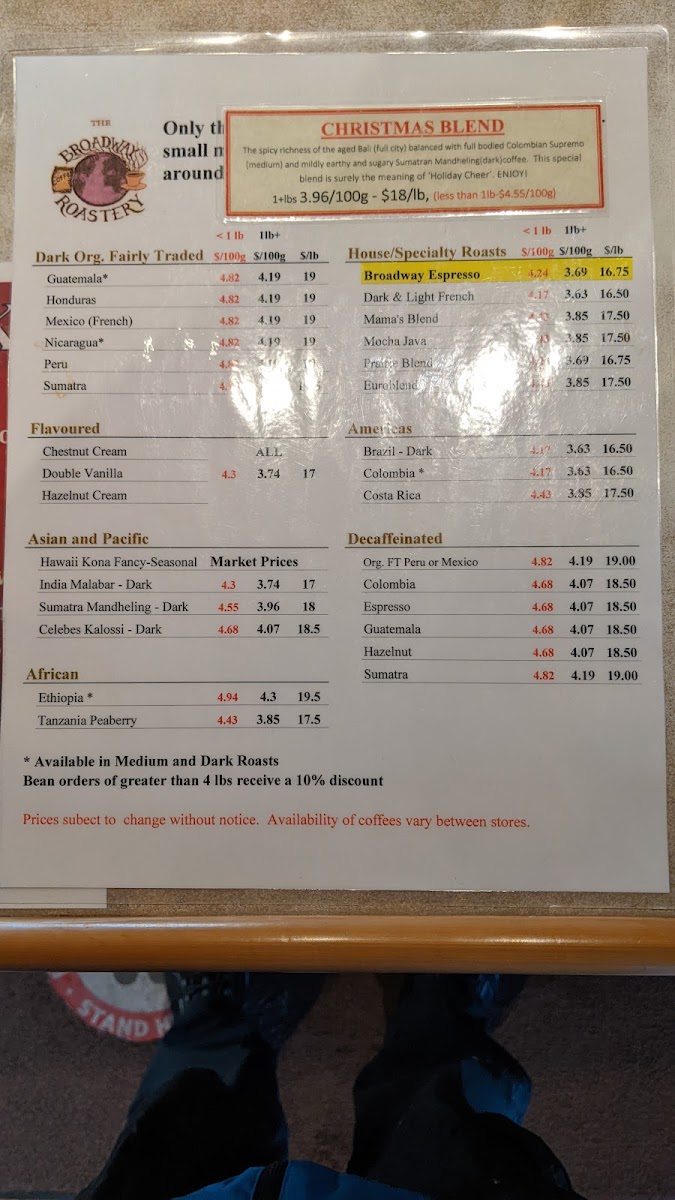 THE
BROADWAY
COFFEE
ROASTERY
Only th
small m
around
CHRISTMAS BLEND
The spicy richness of the aged Bali (full city) balanced with full bodied Colombian Supremo
(medium) and mildly earthy and sugary Sumatran Mandheling(dark)coffee. This special
blend is surely the meaning of 'Holiday Cheer'. ENJOY!
1+lbs 3.96/100g - $18/lb, (less than 1lb-$4.55/100g)
< 1 lb 1lb+
Dark Org. Fairly Traded $/100g $/100g $/lb
Guatemala* 4.82 4.19 19
Honduras 4.82 4.19 19
Mexico (French) 4.82 4.19 19
Nicaragua* 4.82 4.19 19
Peru
Sumatra
Flavoured
Chestnut Cream ALL
Double Vanilla 4.3 3.74 17
Hazelnut Cream
Asian and Pacific
Hawaii Kona Fancy-Seasonal Market Prices
India Malabar - Dark 4.3 3.74 17
Sumatra Mandheling - Dark 4.55 3.96 18
Celebes Kalossi - Dark 4.68 4.07 18.5
African
Ethiopia * 4.94 4.3 19.5
Tanzania Peaberry 4.43 3.85 17.5
< 1 lb 1lb+
House/Specialty Roasts $/100g $/100g $/lb
Broadway Espresso 4.24 3.69 16.75
Dark & Light French 4.17 3.63 16.50
Mama's Blend 3.85 17.50
Mocha Java 3.85 17.50
Prairie Blend 3.69 16.75
Euroblend 3.85 17.50
Americas
Brazil - Dark 4.17 3.63 16.50
Colombia * 4.17 3.63 16.50
Costa Rica 4.43 3.85 17.50
Decaffeinated
Org. FT Peru or Mexico 4.82 4.19 19.00
Colombia 4.68 4.07 18.50
Espresso 4.68 4.07 18.50
Guatemala 4.68 4.07 18.50
Hazelnut 4.68 4.07 18.50
Sumatra 4.82 4.19 19.00
* Available in Medium and Dark Roasts
Bean orders of greater than 4 lbs receive a 10% discount
Prices subect to change without notice. Availability of coffees vary between stores.
STAND H